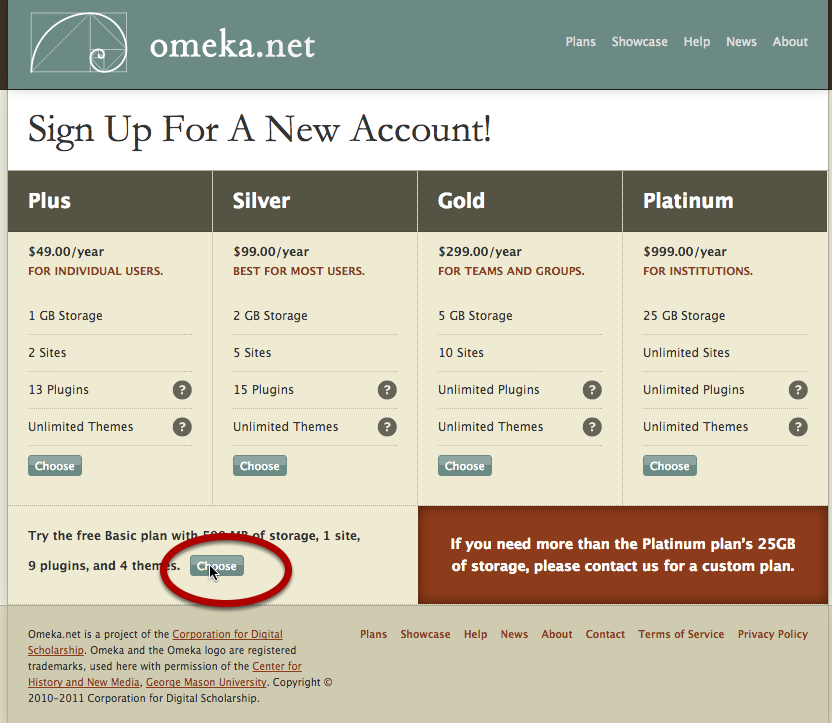 omeka.net
Plans Showcase Help News About
Sign Up For A New Account!
Plus
$49.00/year
FOR INDIVIDUAL USERS.
1 GB Storage
2 Sites
13 Plugins ?
Unlimited Themes ?
Choose
Silver
$99.00/year
BEST FOR MOST USERS.
2 GB Storage
5 Sites
15 Plugins ?
Unlimited Themes ?
Choose
Gold
$299.00/year
FOR TEAMS AND GROUPS.
5 GB Storage
10 Sites
Unlimited Plugins ?
Unlimited Themes ?
Choose
Platinum
$999.00/year
FOR INSTITUTIONS.
25 GB Storage
Unlimited Sites
Unlimited Plugins ?
Unlimited Themes ?
Choose
Try the free Basic plan with 500 MB of storage, 1 site,
9 plugins, and 4 themes. Choose
If you need more than the Platinum plan's 25GB
of storage, please contact us for a custom plan.
Omeka.net is a project of the Corporation for Digital
Scholarship. Omeka and the Omeka logo are registered
trademarks, used here with permission of the Center for
History and New Media, George Mason University. Copyright ©
2010-2011 Corporation for Digital Scholarship.
Plans Showcase Help News About Contact Terms of Service Privacy Policy